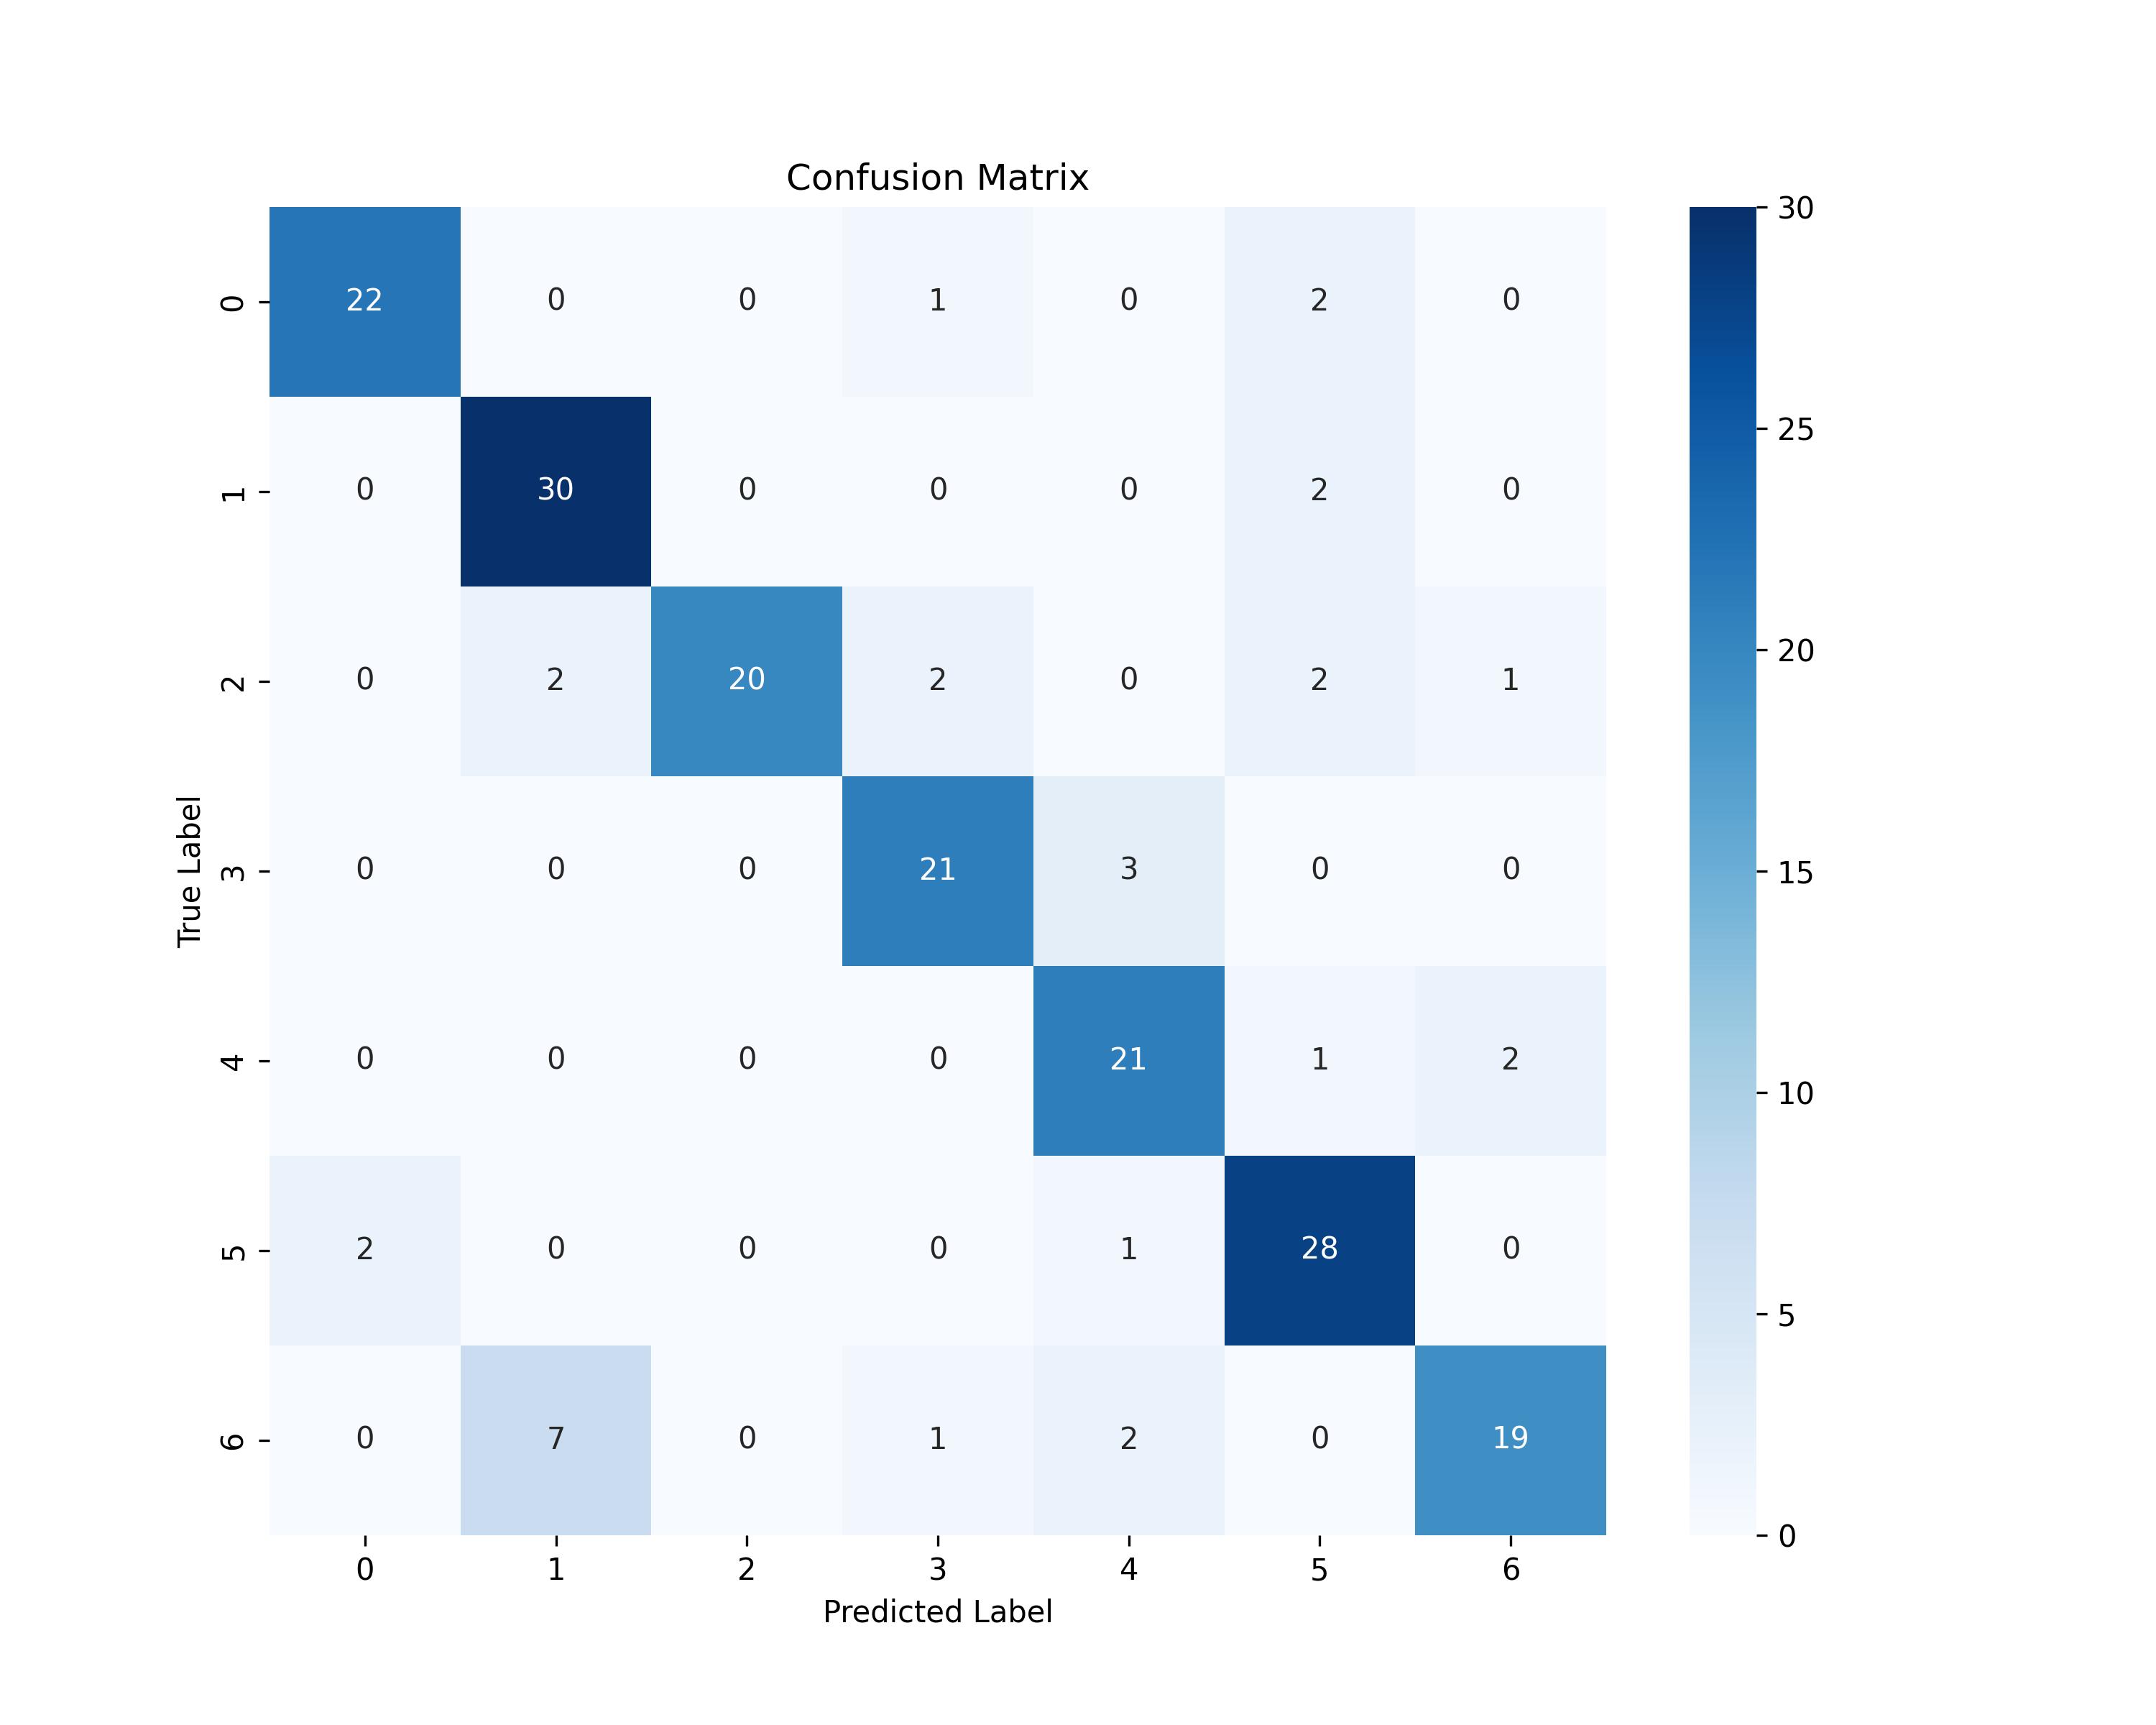 Confusion Matrix
30
0 22 0 0 1 0 2 0
25
1 0 30 0 0 0 2 0
20
2 0 2 20 2 0 2 1
True Label
3 0 0 0 21 3 0 0
15
4 0 0 0 0 21 1 2
10
5 2 0 0 0 1 28 0
5
6 0 7 0 1 2 0 19
0
0 1 2 3 4 5 6
Predicted Label